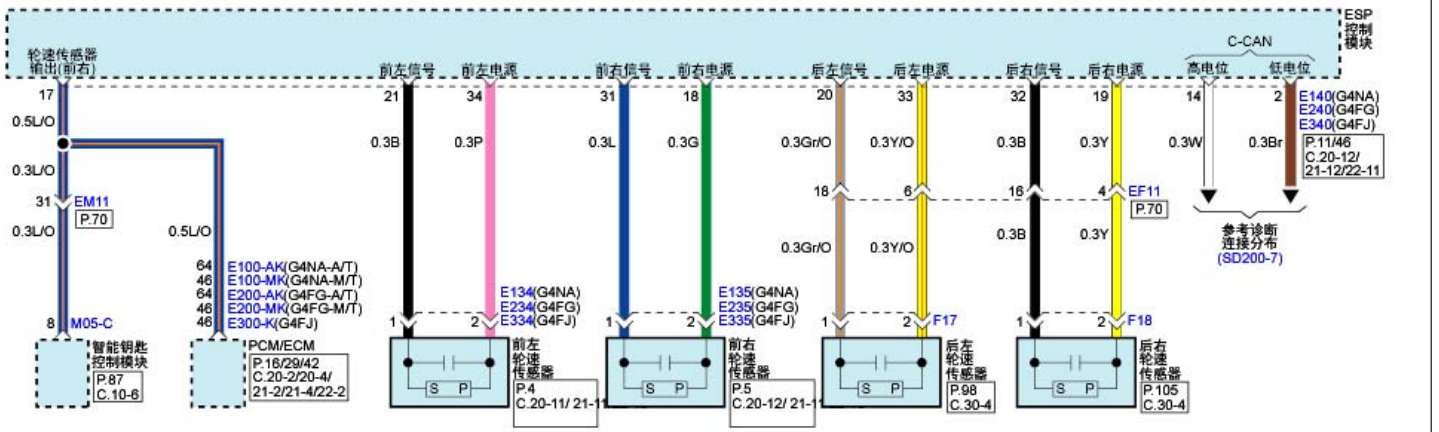 ESP
控制
模块
轮速传感器
输出(前右)
前左信号
前左电源
前右信号
前右电源
后左信号
后左电源
后右信号
后右电源
C-CAN
高电位
低电位
17
21
34
31
18
20
33
32
19
14
2
E140(G4NA)
E240(G4FG)
E340(G4FJ)
P.11/46
C.20-12/
21-12/22-11
0.5L/O
0.3B
0.3P
0.3L
0.3G
0.3Gr/O
0.3Y/O
0.3B
0.3Y
0.3W
0.3Br
0.3L/O
31
EM11
P.70
18
6
16
4
EF11
P.70
0.3L/O
0.5L/O
0.3Gr/O
0.3Y/O
0.3B
0.3Y
参考诊断
连接分布
(SD200-7)
64
E100-AK(G4NA-A/T)
46
E100-MK(G4NA-M/T)
64
E200-AK(G4FG-A/T)
46
E200-MK(G4FG-M/T)
46
E300-K(G4FJ)
E134(G4NA)
E234(G4FG)
E334(G4FJ)
E135(G4NA)
E235(G4FG)
E335(G4FJ)
8
M05-C
1
2
1
2
1
2
F17
1
2
F18
智能钥匙
控制模块
P.87
C.10-6
PCM/ECM
P.16/29/42
C.20-2/20-4/
21-2/21-4/22-2
S P
前左
轮速
传感器
P.4
C.20-11/ 21-1
S P
前右
轮速
传感器
P.5
C.20-12/ 21-1
S P
后左
轮速
传感器
P.98
C.30-4
S P
后右
轮速
传感器
P.105
C.30-4